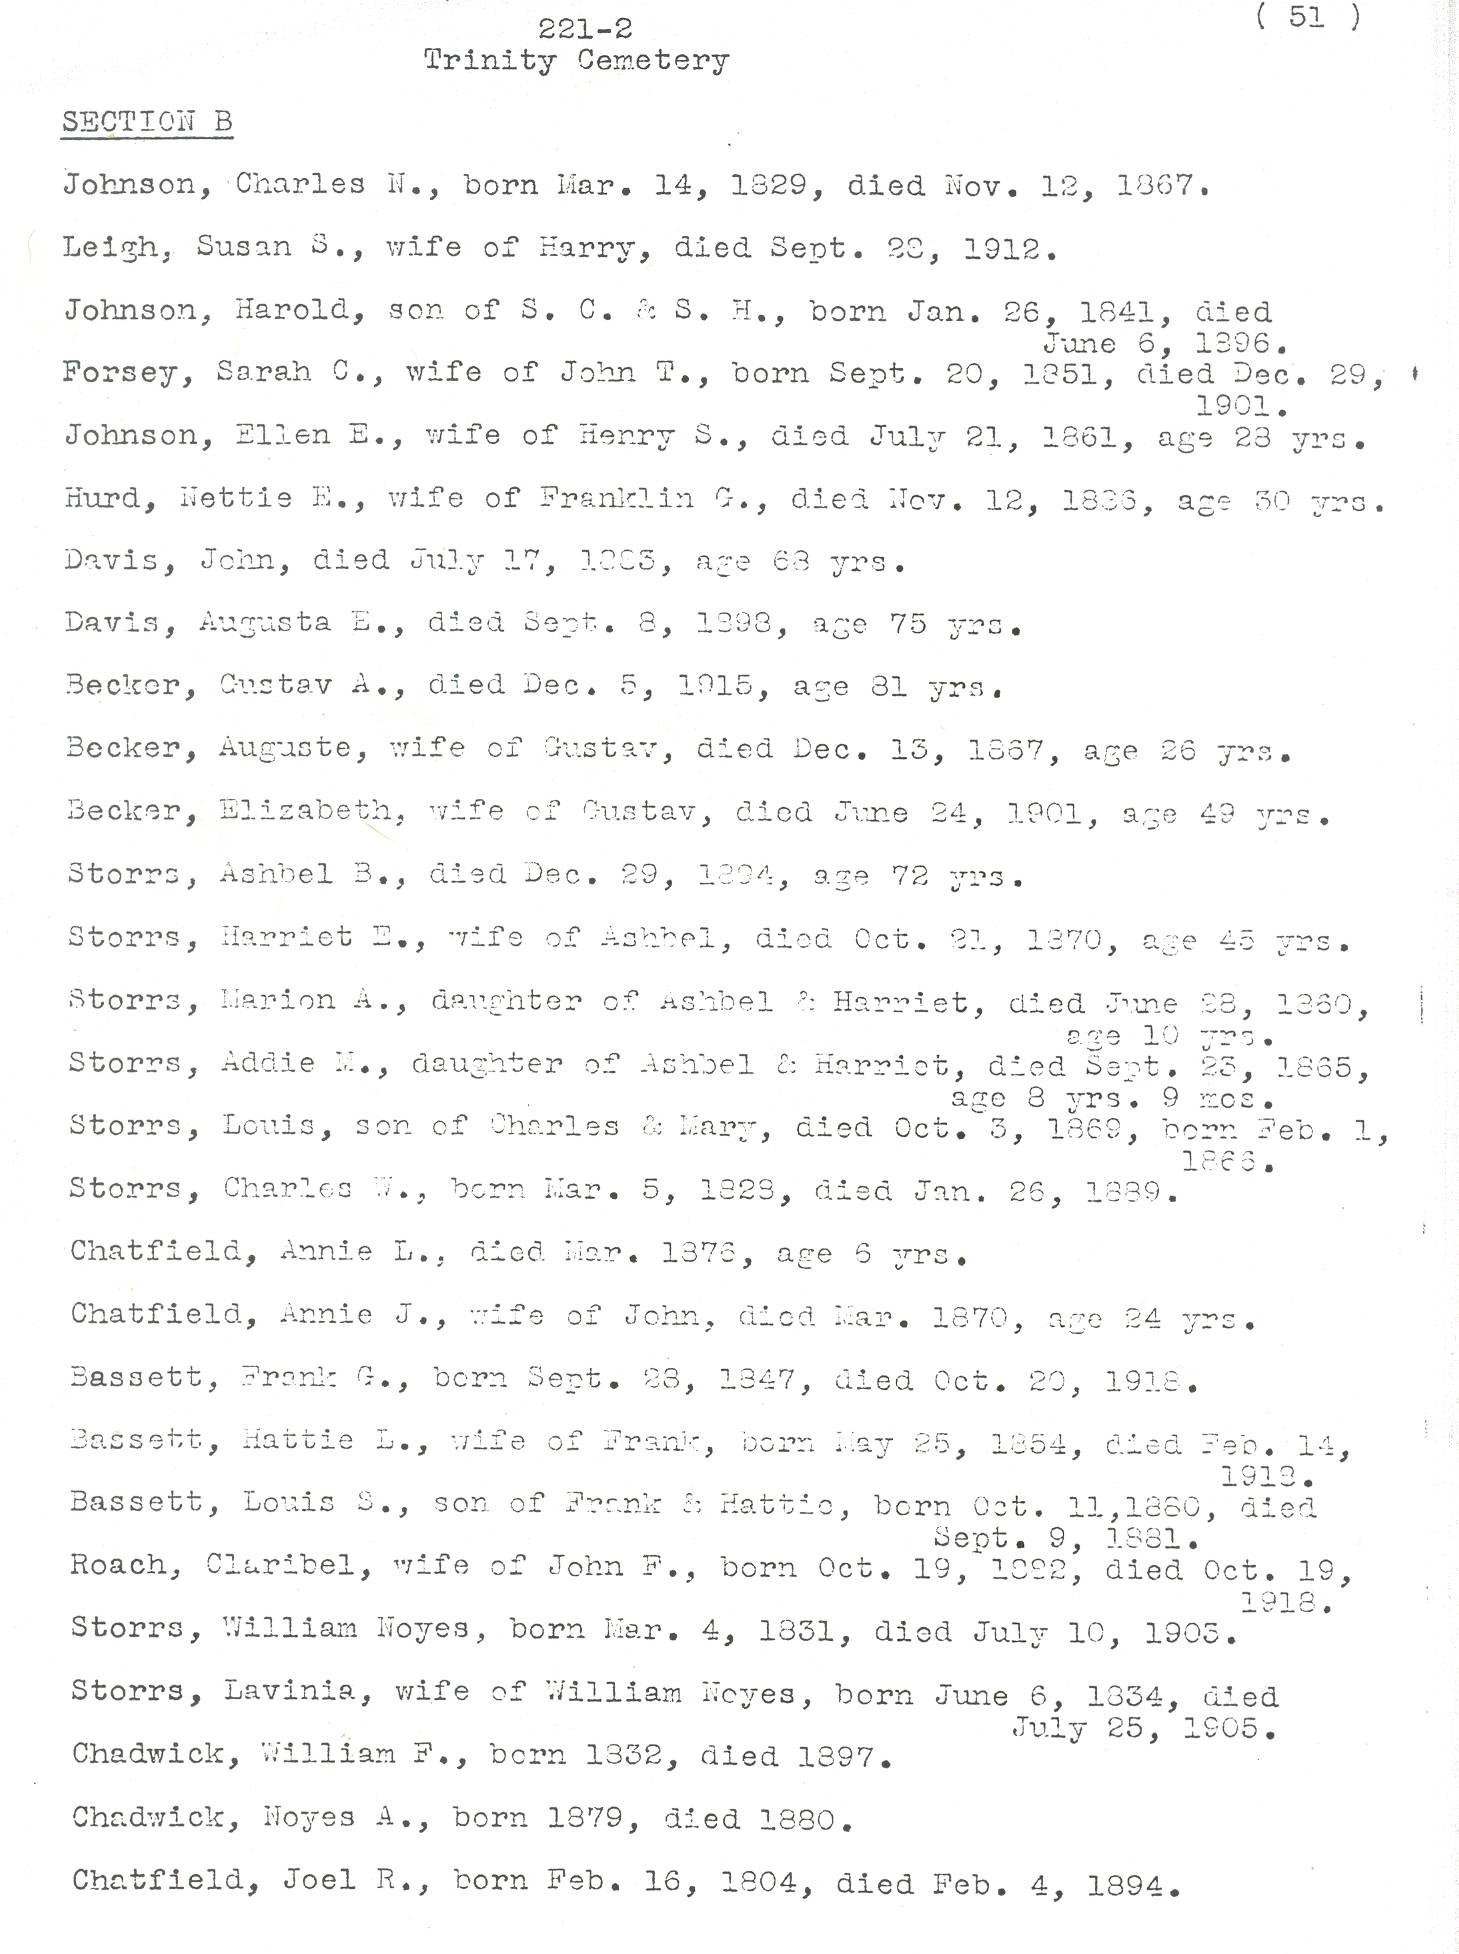 221-2
( 51 )
Trinity Cemetery
SECTION B
Johnson, Charles N., born Mar. 14, 1829, died Nov. 12, 1867.
Leigh, Susan S., wife of Harry, died Sept. 28, 1912.
Johnson, Harold, son of S. C. & S. H., born Jan. 26, 1841, died
June 6, 1896.
Forsey, Sarah C., wife of John T., born Sept. 20, 1851, died Dec. 29,
1901.
Johnson, Ellen E., wife of Henry S., died July 21, 1861, age 28 yrs.
Hurd, Nettie E., wife of Franklin G., died Nov. 12, 1886, age 30 yrs.
Davis, John, died July 17, 1883, age 68 yrs.
Davis, Augusta E., died Sept. 8, 1898, age 75 yrs.
Becker, Gustav A., died Dec. 5, 1915, age 81 yrs.
Becker, Auguste, wife of Gustav, died Dec. 13, 1867, age 26 yrs.
Becker, Elizabeth, wife of Gustav, died June 24, 1901, age 49 yrs.
Storrs, Ashbel B., died Dec. 29, 1894, age 72 yrs.
Storrs, Harriet E., wife of Ashbel, died Oct. 21, 1870, age 45 yrs.
Storrs, Marion A., daughter of Ashbel & Harriet, died June 28, 1860,
age 10 yrs.
Storrs, Addie M., daughter of Ashbel & Harriet, died Sept. 23, 1865,
age 8 yrs. 9 mos.
Storrs, Louis, son of Charles & Mary, died Oct. 3, 1869, born Feb. 1,
1866.
Storrs, Charles W., born Mar. 5, 1828, died Jan. 26, 1889.
Chatfield, Annie L., died Mar. 1876, age 6 yrs.
Chatfield, Annie J., wife of John, died Mar. 1870, age 24 yrs.
Bassett, Frank G., born Sept. 28, 1847, died Oct. 20, 1918.
Bassett, Hattie L., wife of Frank, born May 25, 1854, died Feb. 14,
1918.
Bassett, Louis S., son of Frank & Hattie, born Oct. 11,1880, died
Sept. 9, 1881.
Roach, Claribel, wife of John F., born Oct. 19, 1882, died Oct. 19,
1918.
Storrs, William Noyes, born Mar. 4, 1831, died July 10, 1903.
Storrs, Lavinia, wife of William Noyes, born June 6, 1834, died
July 25, 1905.
Chadwick, William F., born 1832, died 1897.
Chadwick, Noyes A., born 1879, died 1880.
Chatfield, Joel R., born Feb. 16, 1804, died Feb. 4, 1894.